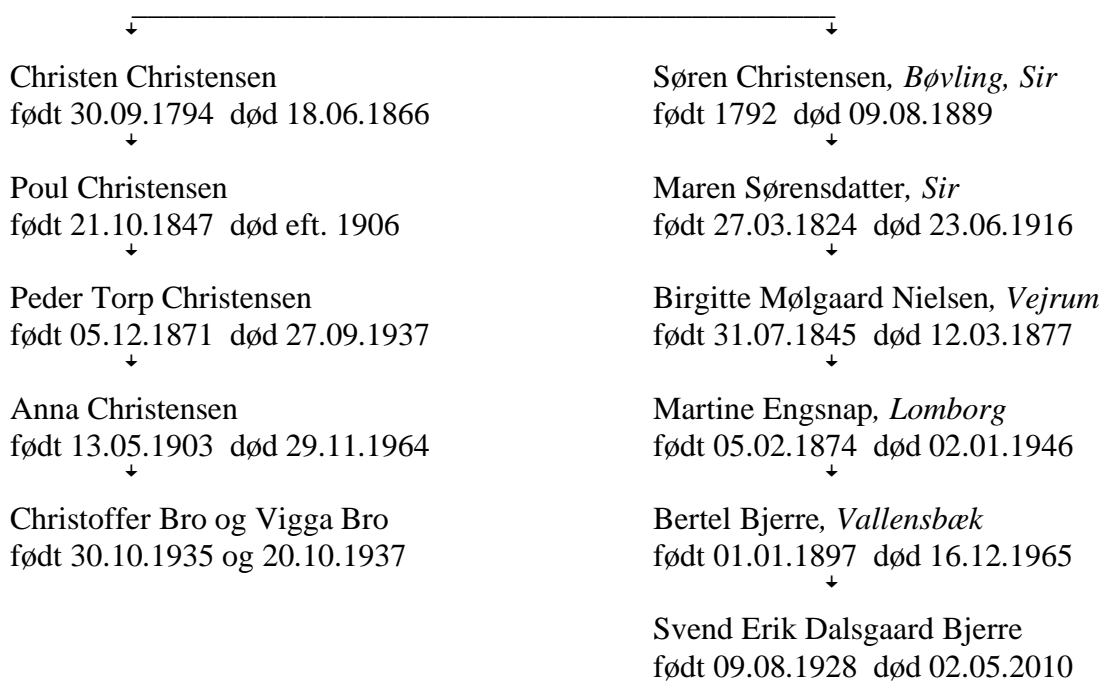 Christen Christensen
født 30.09.1794 død 18.06.1866
Poul Christensen
født 21.10.1847 død eft. 1906
Peder Torp Christensen
født 05.12.1871 død 27.09.1937
Anna Christensen
født 13.05.1903 død 29.11.1964
Christoffer Bro og Vigga Bro
født 30.10.1935 og 20.10.1937
Søren Christensen, Bøvling, Sir
født 1792 død 09.08.1889
Maren Sørensdatter, Sir
født 27.03.1824 død 23.06.1916
Birgitte Mølgaard Nielsen, Vejrum
født 31.07.1845 død 12.03.1877
Martine Engsnap, Lomborg
født 05.02.1874 død 02.01.1946
Bertel Bjerre, Vallensbæk
født 01.01.1897 død 16.12.1965
Svend Erik Dalsgaard Bjerre
født 09.08.1928 død 02.05.2010